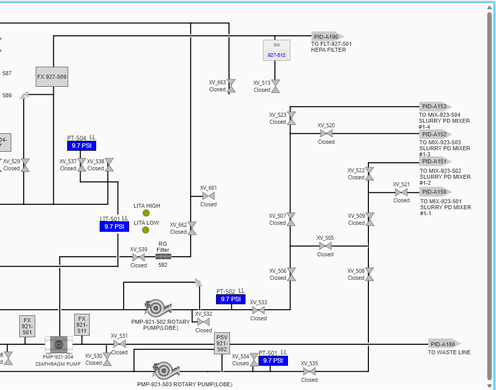 PID-A190
TO FLT-927-501
HEPA FILTER
SG
927-512
587
FX 927-509
586
XV_663
Closed
XV_513
Closed
PID-A153
TO MIX-923-504
SLURRY PD MIXER
#1-4
XV_523
Closed
XV_520
Closed
PID-A152
TO MIX-923-503
SLURRY PD MIXER
#1-3
PT-504 LL
9.7 PSI
XV_529
Closed
XV_537
Closed
XV_538
Closed
PID-A151
TO MIX-923-502
SLURRY PD MIXER
#1-2
XV_522
Closed
XV_521
Closed
PID-A150
TO MIX-923-501
SLURRY PD MIXER
#1-1
XV_661
Closed
LITA HIGH
LITA LOW
LIT-501 LL
9.7 PSI
XV_662
Closed
XV_507
Closed
XV_509
Closed
XV_505
Closed
RG
Filter
592
XV_539
Closed
XV_506
Closed
XV_508
Closed
PT-502 LL
9.7 PSI
XV_533
Closed
PMP-921-502 ROTARY
PUMP(LOBE)
XV_532
Closed
FX
921-
501
FX
921-
511
XV_531
Closed
PSV
921-
502
PID-A180
TO WASTE LINE
PMP-921-504
DIAPHRAGM PUMP
XV_530
Closed
XV_534
Closed
PT-501 LL
9.7 PSI
XV_535
Closed
PMP-921-503 ROTARY PUMP(LOBE)